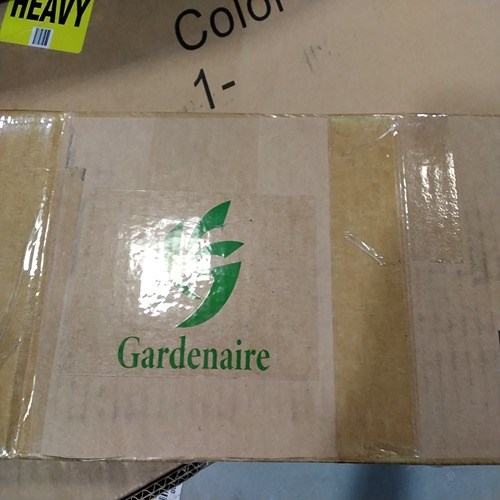 HEAVY
Color
1-
Gardenaire